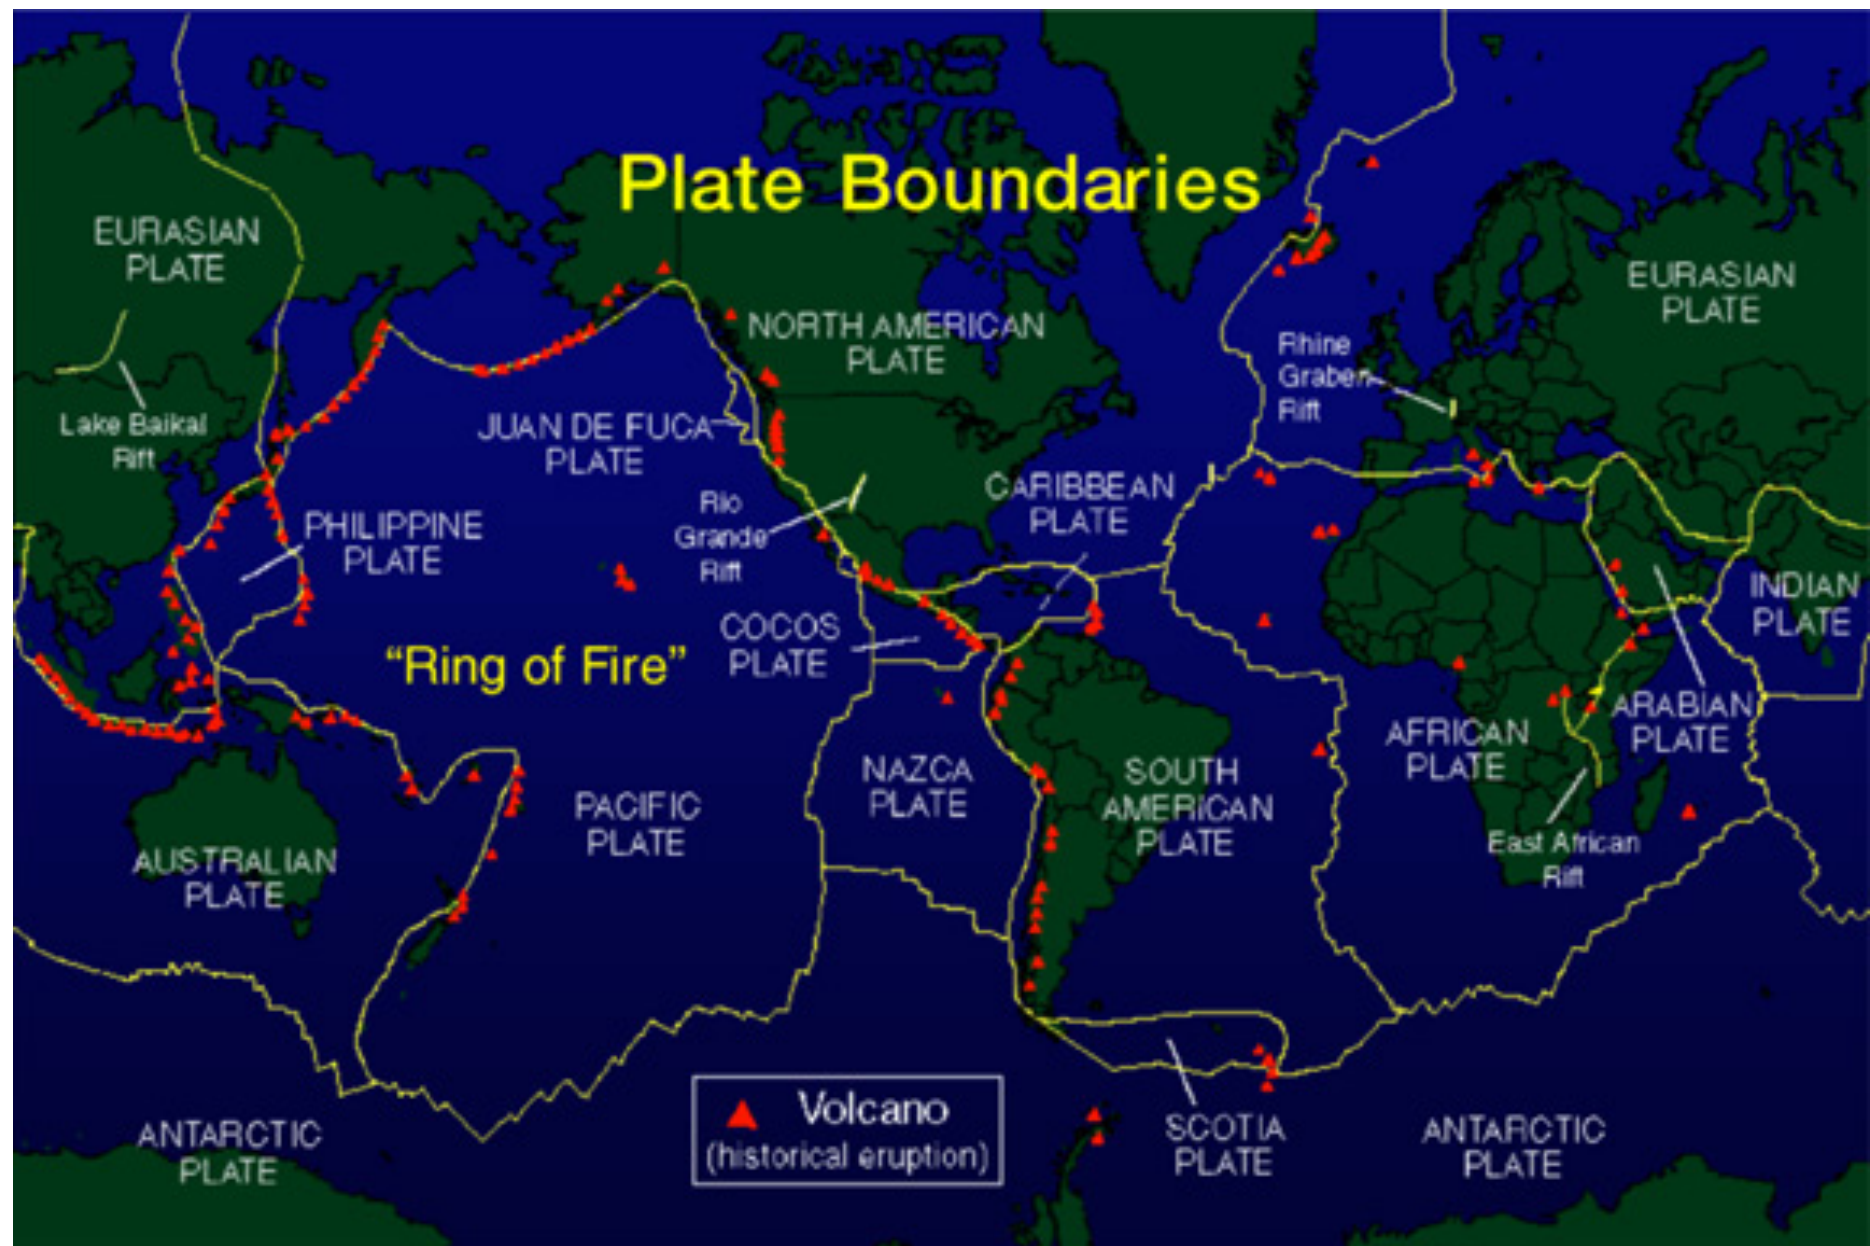 Plate Boundaries
EURASIAN
PLATE
EURASIAN
PLATE
NORTH AMERICAN
PLATE
Rhine
Graben
Rift
Lake Baikal
Rift
JUAN DE FUCA
PLATE
CARIBBEAN
PLATE
Rio
Grande
Rift
PHILIPPINE
PLATE
INDIAN
PLATE
COCOS
PLATE
“Ring of Fire”
ARABIAN
PLATE
AFRICAN
PLATE
NAZCA
PLATE
SOUTH
AMERICAN
PLATE
PACIFIC
PLATE
East African
Rift
AUSTRALIAN
PLATE
Volcano
(historical eruption)
SCOTIA
PLATE
ANTARCTIC
PLATE
ANTARCTIC
PLATE